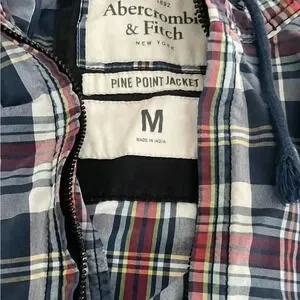 1892
Abercrombie
& Fitch
NEW YORK
PINE POINT JACKET
M
MADE IN INDIA